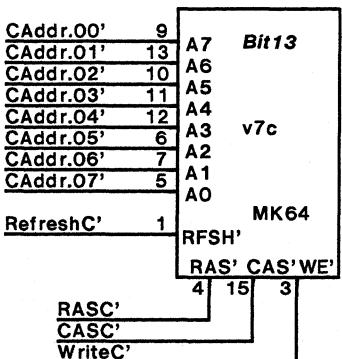 CAddr.00' 9 A7 Bit13
CAddr.01' 13 A6
CAddr.02' 10 A5
CAddr.03' 11 A4
CAddr.04' 12 A3 v7c
CAddr.05' 6 A2
CAddr.06' 7 A1
CAddr.07' 5 A0
MK64
RefreshC' 1 RFSH'
RAS' CAS' WE'
4 15 3
RASC'
CASC'
WriteC'